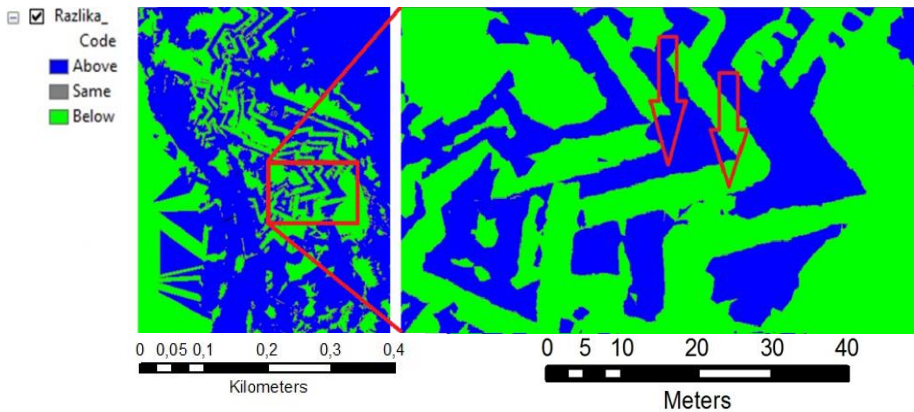 Razlika_
Code
Above
Same
Below
0 0,05 0,1 0,2 0,3 0,4
Kilometers
0 5 10 20 30 40
Meters